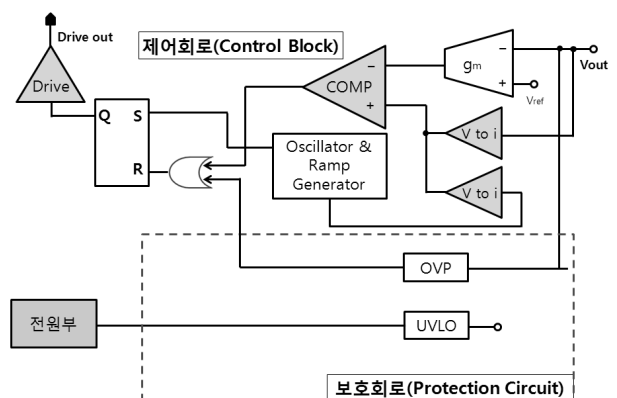 Drive out
제어회로(Control Block)
Drive
Q
S
R
COMP
−
+
gm
−
+
Vref
Vout
V to i
V to i
Oscillator &
Ramp
Generator
OVP
전원부
UVLO
보호회로(Protection Circuit)